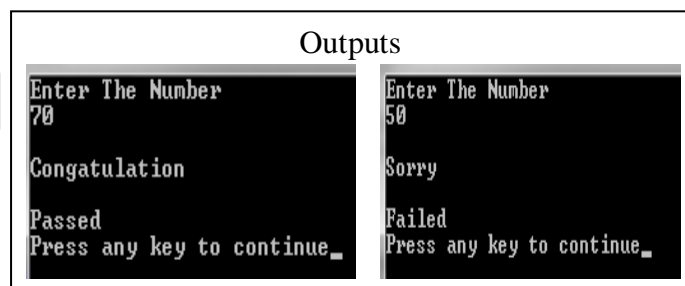 Outputs
Enter The Number
70
Congatulation
Passed
Press any key to continue_
Enter The Number
50
Sorry
Failed
Press any key to continue_